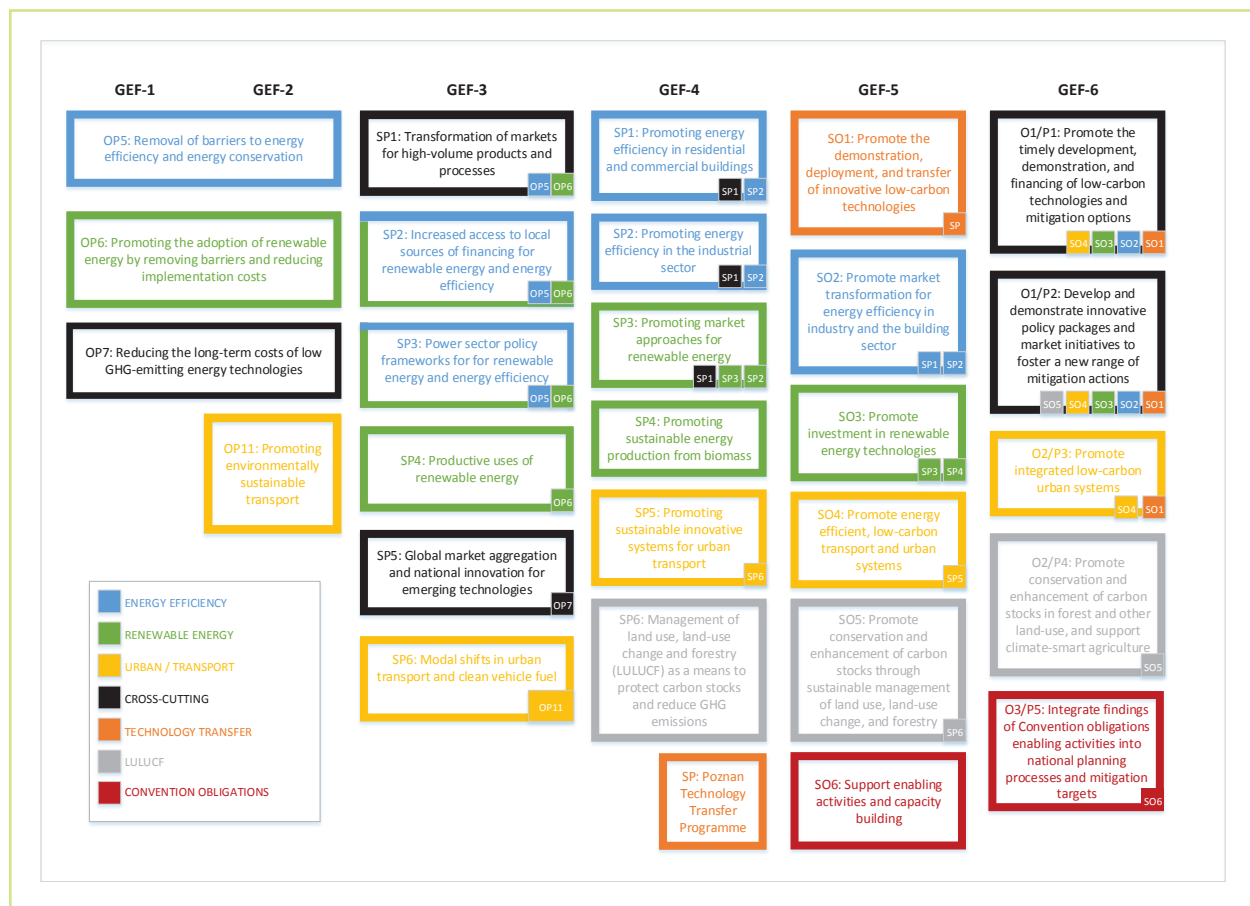 GEF-1
GEF-2
GEF-3
GEF-4
GEF-5
GEF-6
OP5: Removal of barriers to energy
efficiency and energy conservation
OP6: Promoting the adoption of renewable
energy by removing barriers and reducing
implementation costs
OP7: Reducing the long-term costs of low
GHG-emitting energy technologies
OP11: Promoting
environmentally
sustainable
transport
SP1: Transformation of markets
for high-volume products and
processes
OP5 OP6
SP2: Increased access to local
sources of financing for
renewable energy and energy
efficiency
OP5 OP6
SP3: Power sector policy
frameworks for for renewable
energy and energy efficiency
OP5 OP6
SP4: Productive uses of
renewable energy
OP6
SP5: Global market aggregation
and national innovation for
emerging technologies
OP7
SP6: Modal shifts in urban
transport and clean vehicle fuel
OP11
SP1: Promoting energy
efficiency in residential
and commercial buildings
SP1 SP2
SP2: Promoting energy
efficiency in the industrial
sector
SP1 SP2
SP3: Promoting market
approaches for
renewable energy
SP1 SP3 SP2
SP4: Promoting
sustainable energy
production from biomass
SP5: Promoting
sustainable innovative
systems for urban
transport
SP6
SP6: Management of
land use, land-use
change and forestry
(LULUCF) as a means to
protect carbon stocks
and reduce GHG
emissions
SP: Poznan
Technology
Transfer
Programme
SO1: Promote the
demonstration,
deployment, and transfer
of innovative low-carbon
technologies
SP
SO2: Promote market
transformation for
energy efficiency in
industry and the building
sector
SP1 SP2
SO3: Promote
investment in renewable
energy technologies
SP3 SP4
SO4: Promote energy
efficient, low-carbon
transport and urban
systems
SP5
SO5: Promote
conservation and
enhancement of carbon
stocks through
sustainable management
of land use, land-use
change, and forestry
SP6
SO6: Support enabling
activities and capacity
building
O1/P1: Promote the
timely development,
demonstration, and
financing of low-carbon
technologies and
mitigation options
SO4 SO3 SO2 SO1
O1/P2: Develop and
demonstrate innovative
policy packages and
market initiatives to
foster a new range of
mitigation actions
SO5 SO4 SO3 SO2 SO1
O2/P3: Promote
integrated low-carbon
urban systems
SO4 SO1
O2/P4: Promote
conservation and
enhancement of carbon
stocks in forest and other
land-use, and support
climate-smart agriculture
SO5
O3/P5: Integrate findings
of Convention obligations
enabling activities into
national planning
processes and mitigation
targets
SO6
ENERGY EFFICIENCY
RENEWABLE ENERGY
URBAN / TRANSPORT
CROSS-CUTTING
TECHNOLOGY TRANSFER
LULUCF
CONVENTION OBLIGATIONS